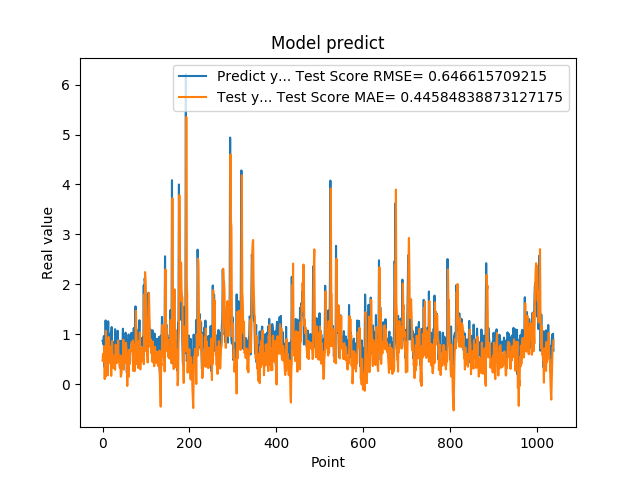 Model predict
Predict y... Test Score RMSE= 0.646615709215
Test y... Test Score MAE= 0.44584838873127175
Real value
6
5
4
3
2
1
0
0 200 400 600 800 1000
Point